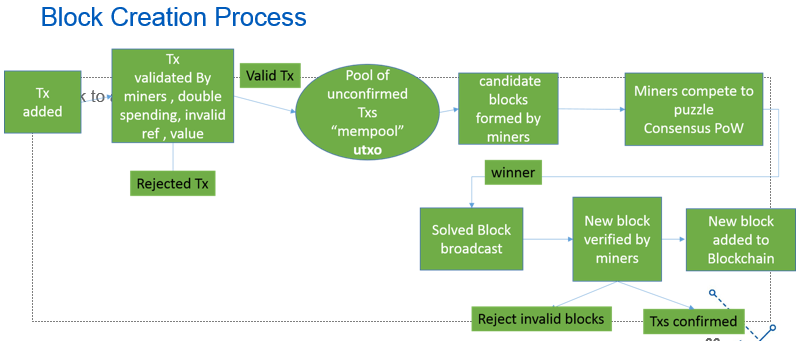 Block Creation Process
Tx
added
k to
Tx
validated By
miners , double
spending, invalid
ref , value
Valid Tx
Rejected Tx
Pool of
unconfirmed
Txs
“mempool”
utxo
candidate
blocks
formed by
miners
Miners compete to
puzzle
Consensus PoW
winner
Solved Block
broadcast
New block
verified by
miners
New block
added to
Blockchain
Reject invalid blocks
Txs confirmed